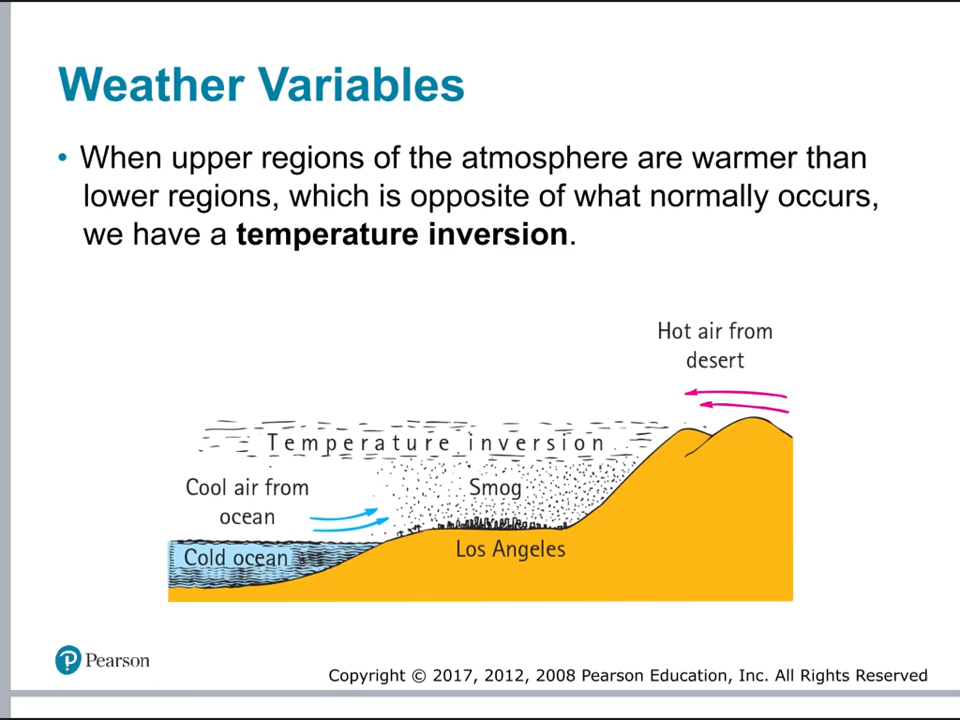 Weather Variables
• When upper regions of the atmosphere are warmer than
lower regions, which is opposite of what normally occurs,
we have a temperature inversion.
Hot air from
desert
Temperature inversion
Cool air from
ocean
Smog
Cold ocean
Los Angeles
Pearson
Copyright © 2017, 2012, 2008 Pearson Education, Inc. All Rights Reserved